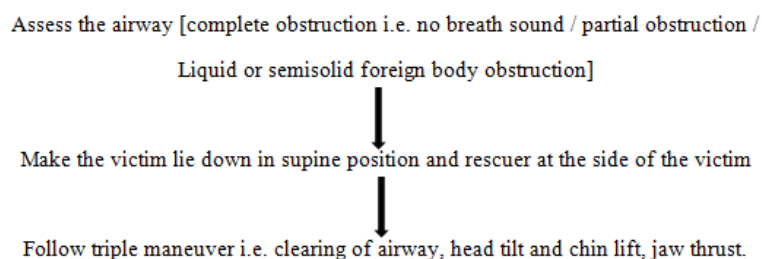 Assess the airway [complete obstruction i.e. no breath sound / partial obstruction /
Liquid or semisolid foreign body obstruction]
Make the victim lie down in supine position and rescuer at the side of the victim
Follow triple maneuver i.e. clearing of airway, head tilt and chin lift, jaw thrust.